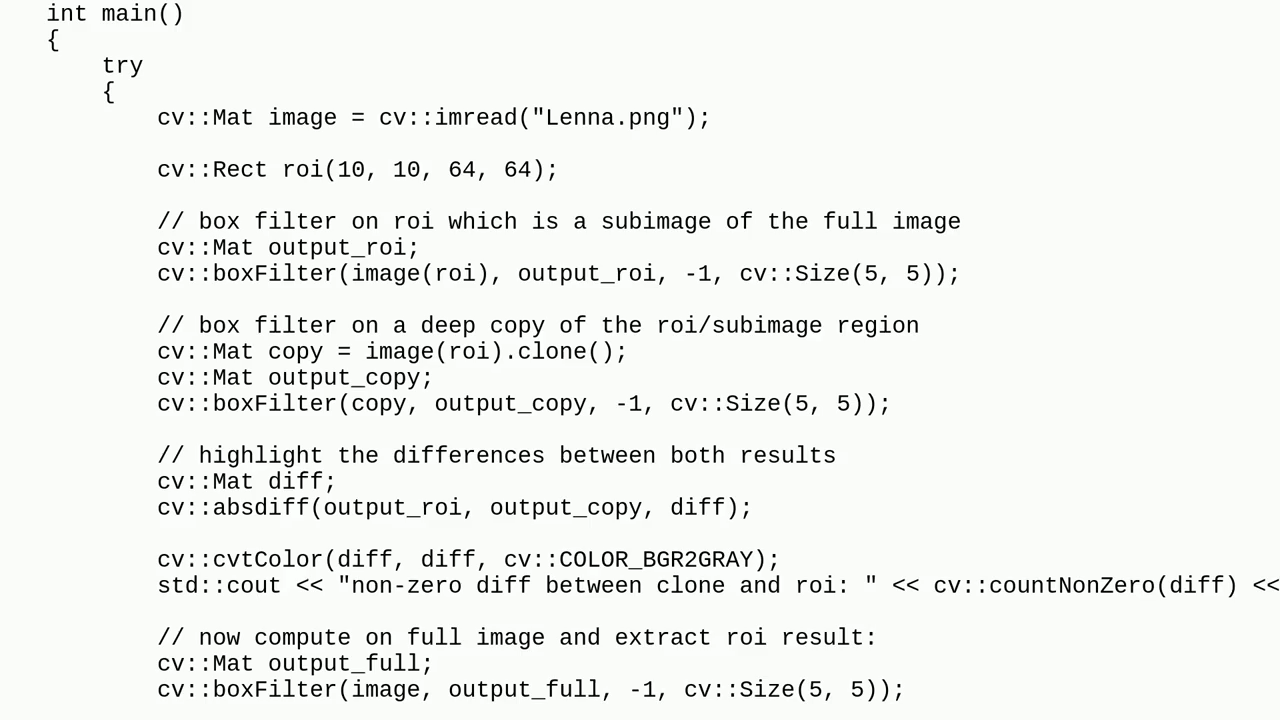 int main()
{
    try
    {
        cv::Mat image = cv::imread("Lenna.png");

        cv::Rect roi(10, 10, 64, 64);

        // box filter on roi which is a subimage of the full image
        cv::Mat output_roi;
        cv::boxFilter(image(roi), output_roi, -1, cv::Size(5, 5));

        // box filter on a deep copy of the roi/subimage region
        cv::Mat copy = image(roi).clone();
        cv::Mat output_copy;
        cv::boxFilter(copy, output_copy, -1, cv::Size(5, 5));

        // highlight the differences between both results
        cv::Mat diff;
        cv::absdiff(output_roi, output_copy, diff);

        cv::cvtColor(diff, diff, cv::COLOR_BGR2GRAY);
        std::cout << "non-zero diff between clone and roi: " << cv::countNonZero(diff) <<

        // now compute on full image and extract roi result:
        cv::Mat output_full;
        cv::boxFilter(image, output_full, -1, cv::Size(5, 5));